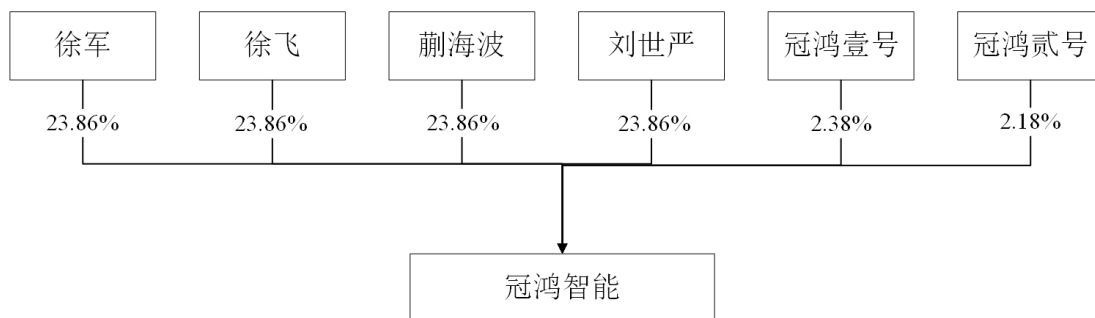 徐军
徐飞
蒯海波
刘世严
冠鸿壹号
冠鸿贰号
23.86%
23.86%
23.86%
23.86%
2.38%
2.18%
冠鸿智能